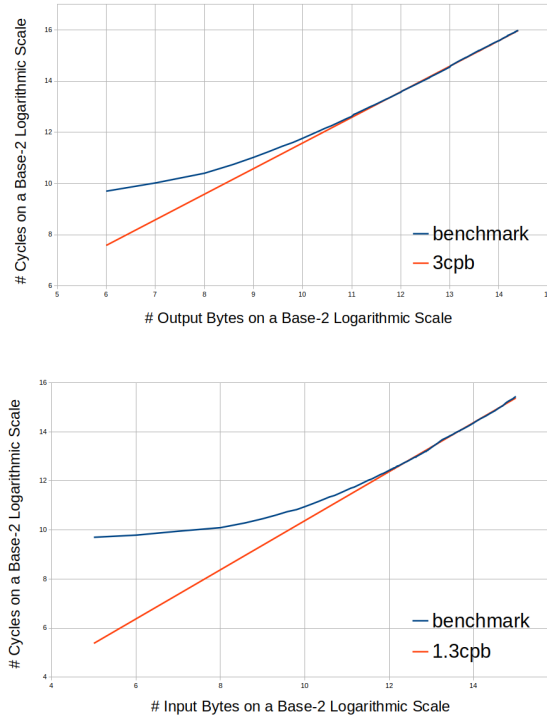 # Cycles on a Base-2 Logarithmic Scale
16
14
12
10
8
6
5 6 7 8 9 10 11 12 13 14 15
benchmark
3cpb
# Output Bytes on a Base-2 Logarithmic Scale
# Cycles on a Base-2 Logarithmic Scale
16
14
12
10
8
6
4
4 6 8 10 12 14
benchmark
1.3cpb
# Input Bytes on a Base-2 Logarithmic Scale